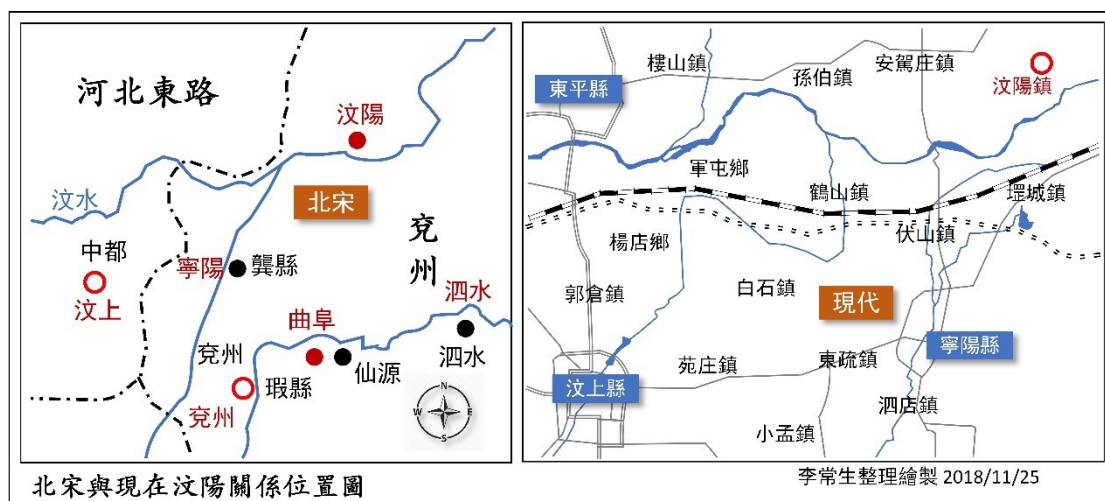 河北東路
汶陽
汶水
北宋
中都
汶上
寧陽
龔縣
兗州
泗水
曲阜
兗州
瑕縣
仙源
泗水
兗州
N
W
E
S
北宋與現在汶陽關係位置圖
樓山鎮
孫伯鎮
安駕庄鎮
汶陽鎮
東平縣
軍屯鄉
鶴山鎮
堽城鎮
楊店鄉
伏山鎮
郭倉鎮
白石鎮
現代
寧陽縣
苑庄鎮
東疏鎮
汶上縣
泗店鎮
小孟鎮
李常生整理繪製 2018/11/25